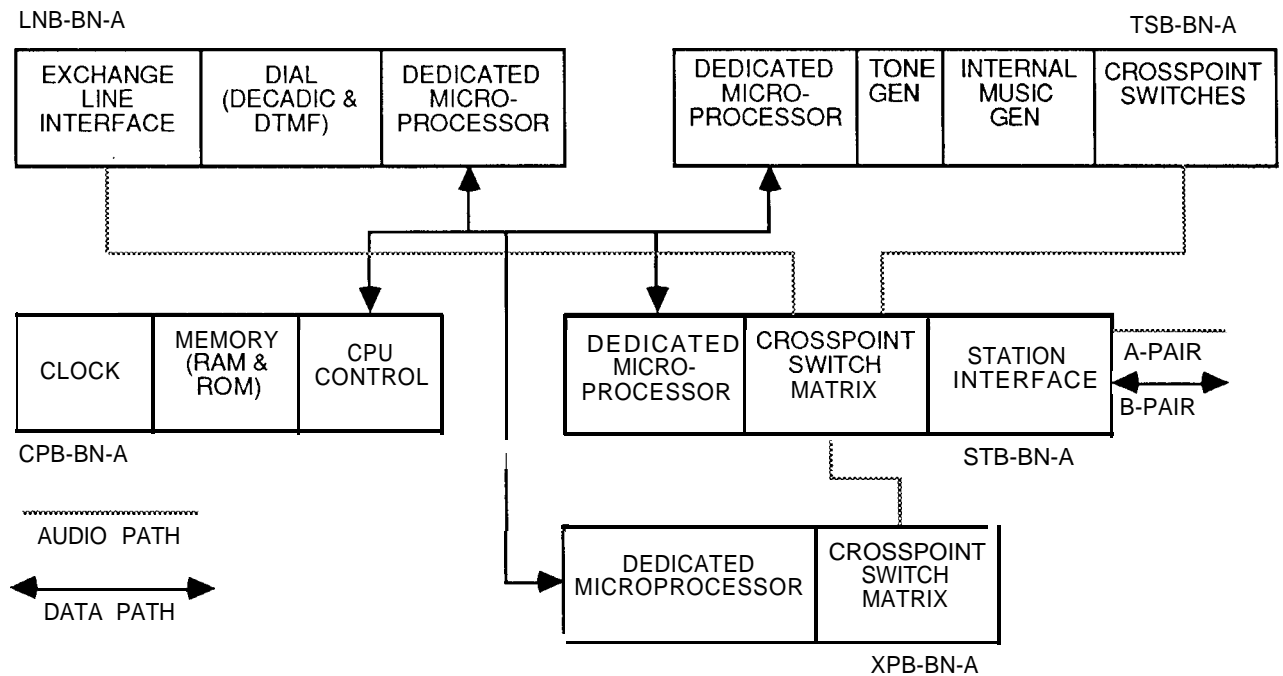 LNB-BN-A
TSB-BN-A
EXCHANGE
LINE
INTERFACE
DIAL
(DECADIC &
DTMF)
DEDICATED
MICRO-
PROCESSOR
DEDICATED
MICRO-
PROCESSOR
TONE
GEN
INTERNAL
MUSIC
GEN
CROSSPOINT
SWITCHES
CLOCK
MEMORY
(RAM &
ROM)
CPU
CONTROL
DEDICATED
MICRO-
PROCESSOR
CROSSPOINT
SWITCH
MATRIX
STATION
INTERFACE
A-PAIR
B-PAIR
CPB-BN-A
STB-BN-A
AUDIO PATH
DATA PATH
DEDICATED
MICROPROCESSOR
CROSSPOINT
SWITCH
MATRIX
XPB-BN-A